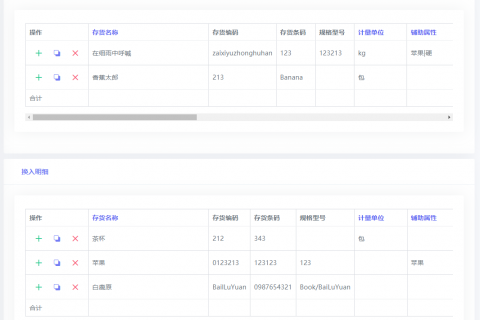 操作 存货名称 存货编码 存货条码 规格型号 计量单位 辅助属性
在细雨中呼喊 zaixiyuzhonghuhan 123 123213 kg 苹果|珊
香蕉太郎 213 Banana 包
合计
换入明细
操作 存货名称 存货编码 存货条码 规格型号 计量单位 辅助属性
茶杯 212 343 包
苹果 0123213 123123 123 苹果
白鹿原 BailLuYuan 0987654321 Book/BaiLuYuan
合计